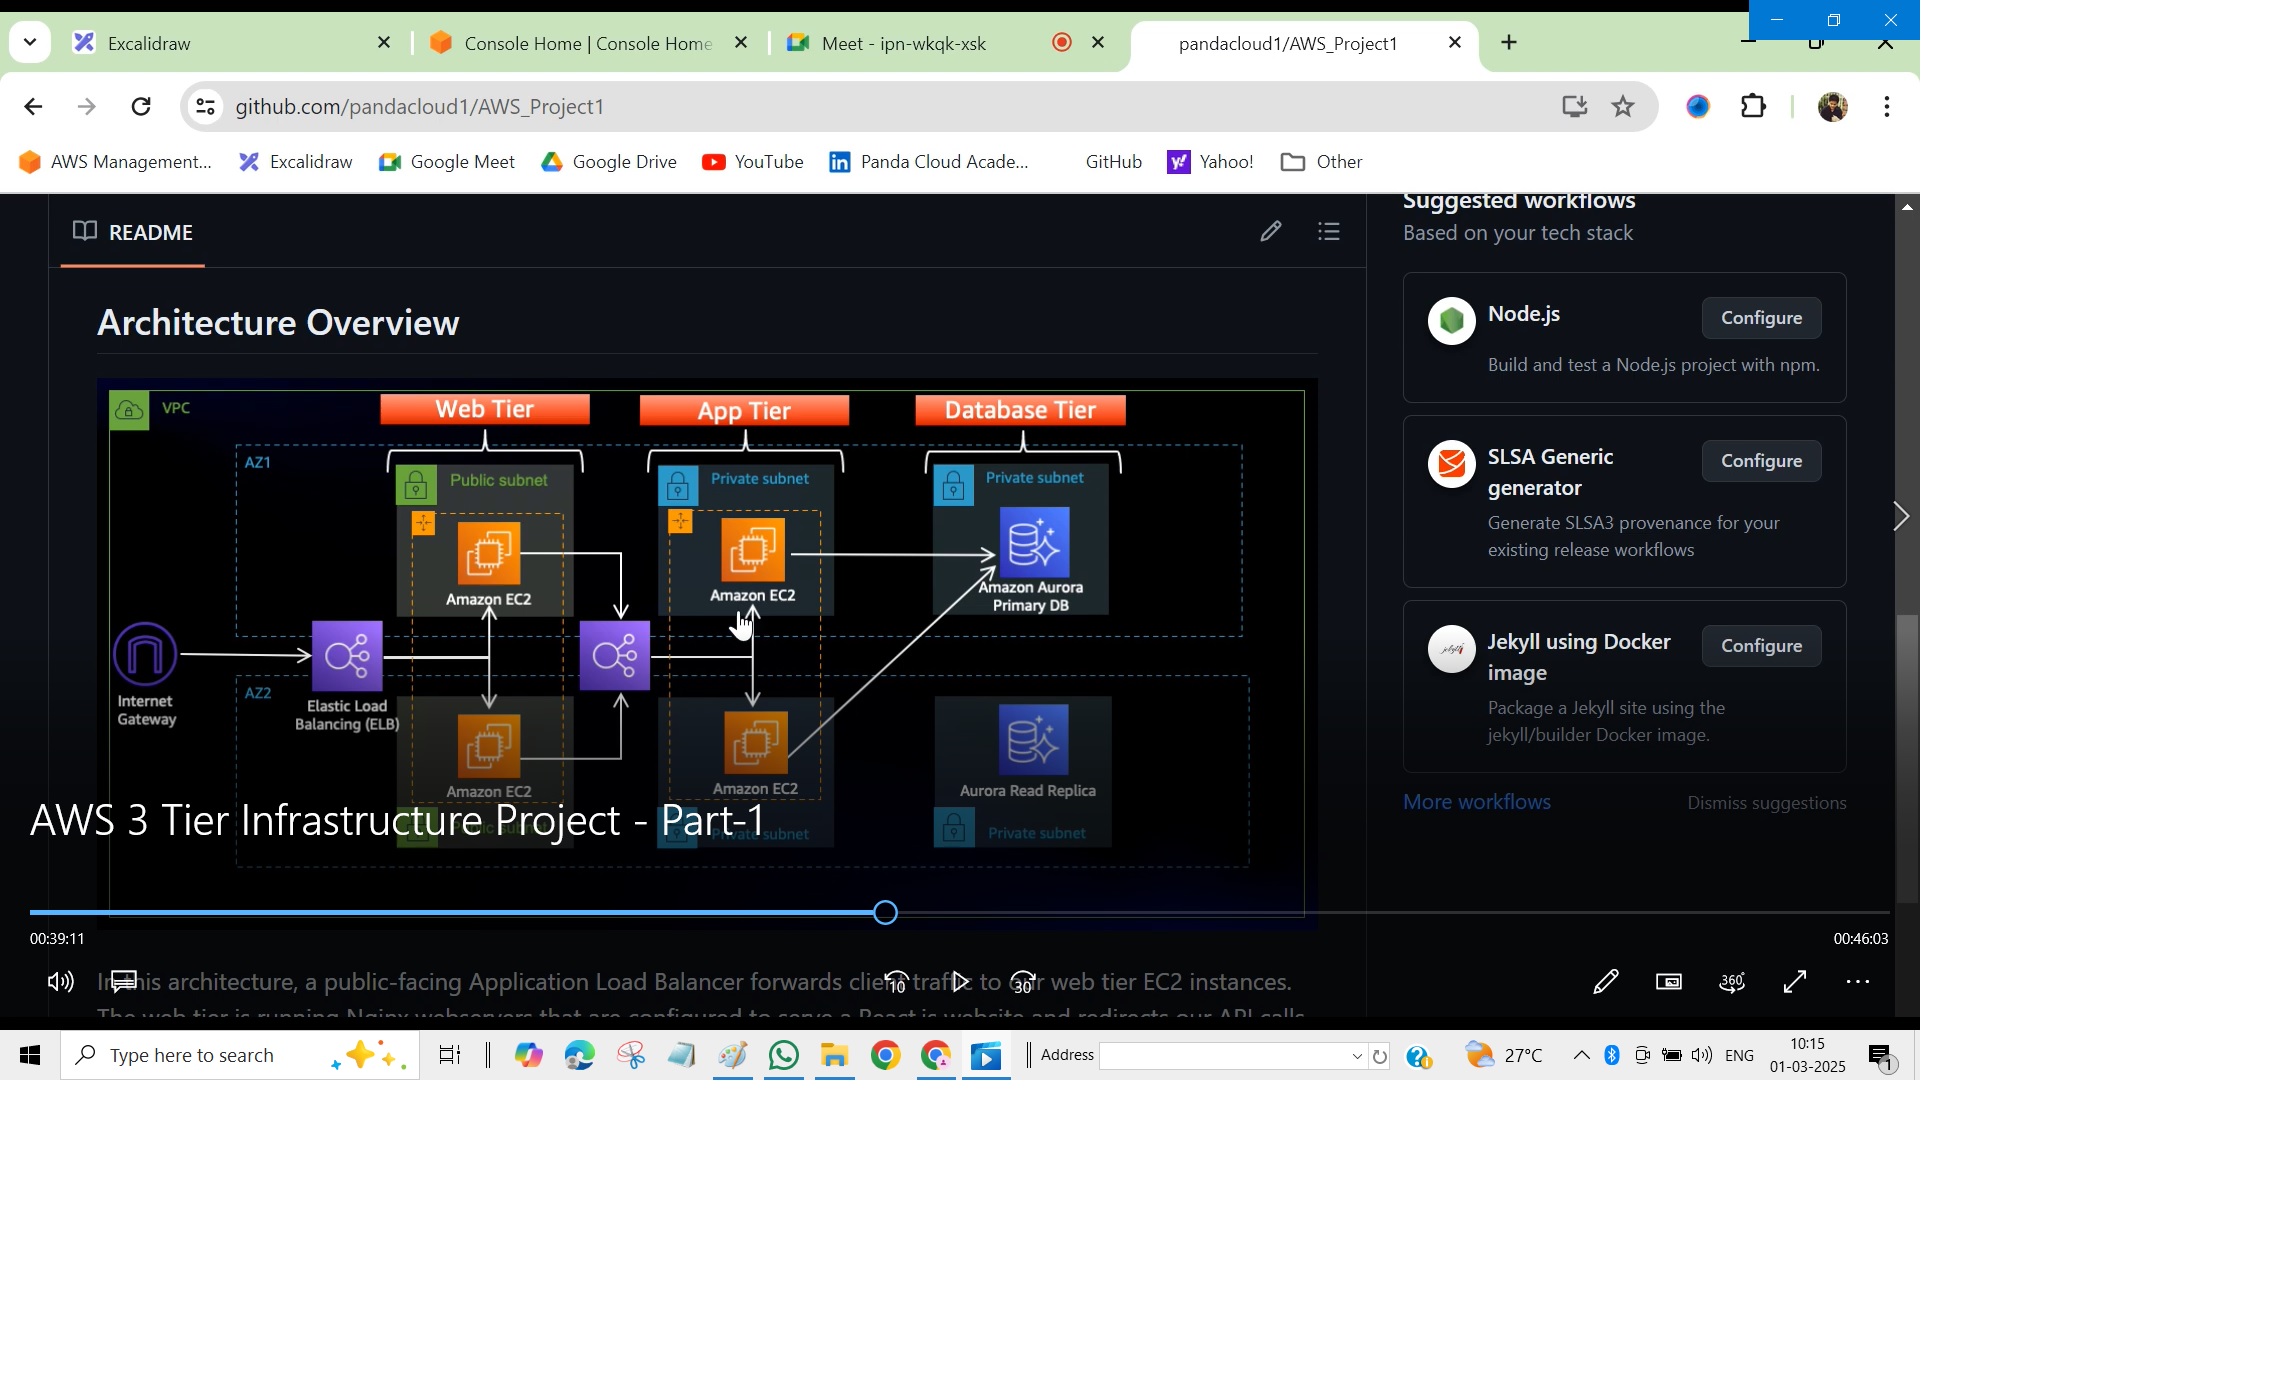 Excalidraw
Console Home | Console Home
Meet - ipn-wkqk-xsk
pandacloud1/AWS_Project1
github.com/pandacloud1/AWS_Project1
AWS Management...
Excalidraw
Google Meet
Google Drive
YouTube
in
Panda Cloud Acade...
GitHub
y!
Yahoo!
Other
README
Suggested workflows
Based on your tech stack
Architecture Overview
Node.js
Configure
Build and test a Node.js project with npm.
SLSA Generic
generator
Configure
Generate SLSA3 provenance for your
existing release workflows
jekyll
Jekyll using Docker
image
Configure
Package a Jekyll site using the
jekyll/builder Docker image.
More workflows
Dismiss suggestions
VPC
Web Tier
App Tier
Database Tier
AZ1
Public subnet
Private subnet
Private subnet
Amazon EC2
Amazon EC2
Amazon Aurora
Primary DB
Internet
Gateway
AZ2
Elastic Load
Balancing (ELB)
Amazon EC2
Amazon EC2
Aurora Read Replica
Public subnet
Private subnet
Private subnet
AWS 3 Tier Infrastructure Project - Part-1
00:39:11
00:46:03
In this architecture, a public-facing Application Load Balancer forwards client traffic to our web tier EC2 instances.
The web tier is running Nginx webservers that are configured to serve a React.js website and redirects our API calls
10
30
360°
Type here to search
Address
27°C
ENG
10:15
01-03-2025
1